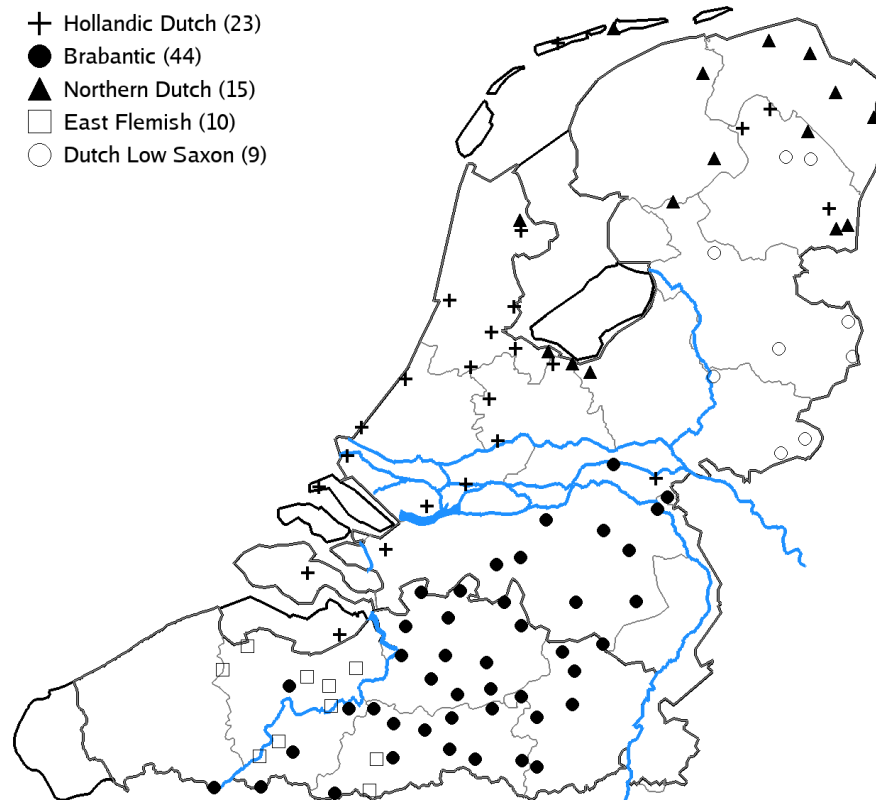 Hollandic Dutch (23)
Brabantic (44)
Northern Dutch (15)
East Flemish (10)
Dutch Low Saxon (9)